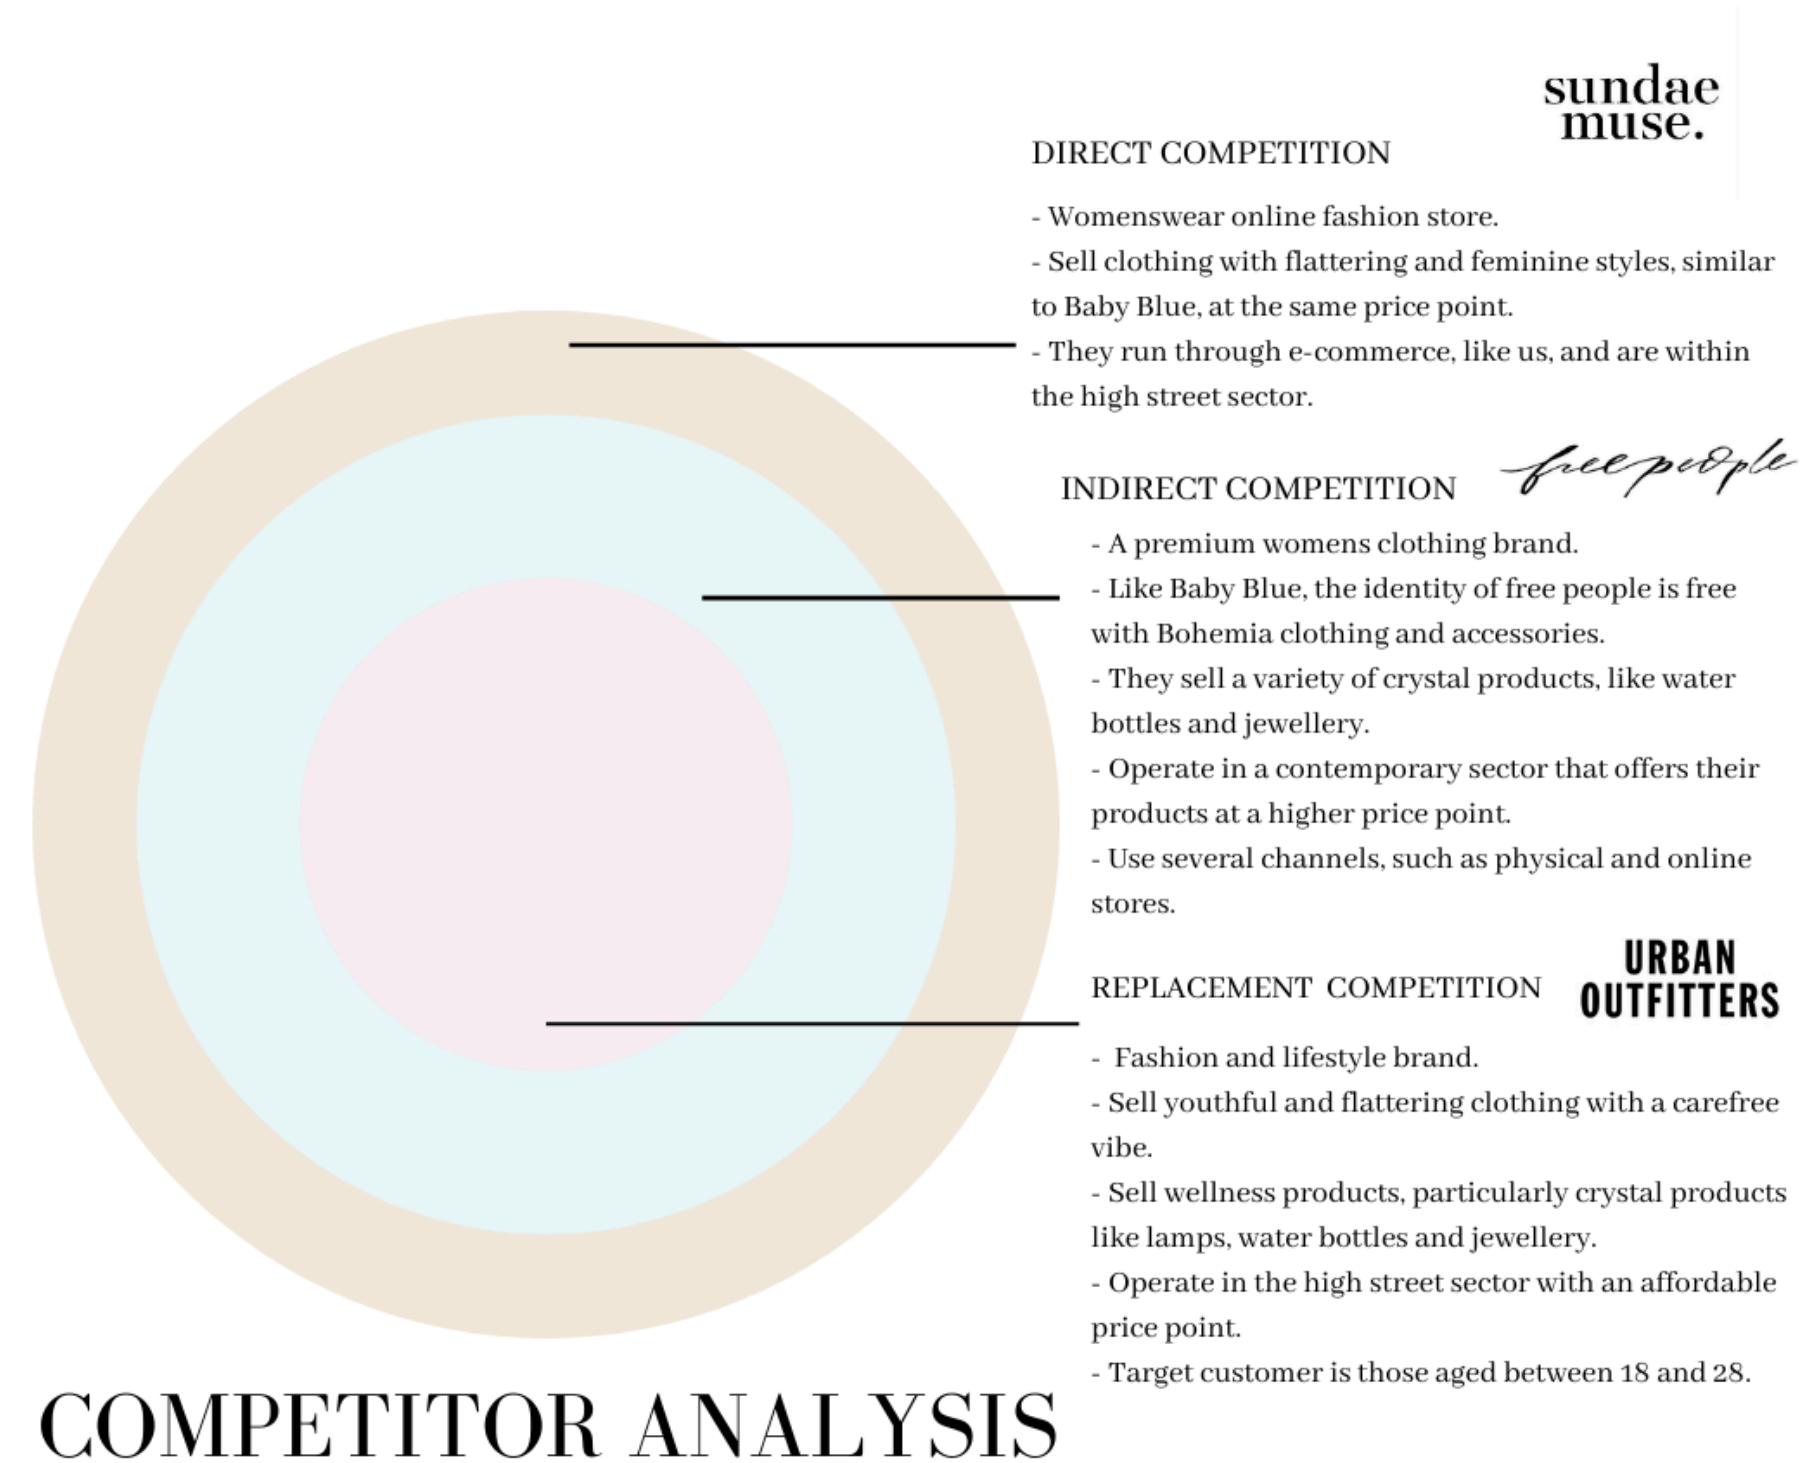 sundae
muse.
DIRECT COMPETITION
- Womenswear online fashion store.
- Sell clothing with flattering and feminine styles, similar
to Baby Blue, at the same price point.
- They run through e-commerce, like us, and are within
the high street sector.
free people
INDIRECT COMPETITION
- A premium womens clothing brand.
- Like Baby Blue, the identity of free people is free
with Bohemia clothing and accessories.
- They sell a variety of crystal products, like water
bottles and jewellery.
- Operate in a contemporary sector that offers their
products at a higher price point.
- Use several channels, such as physical and online
stores.
URBAN
OUTFITTERS
REPLACEMENT COMPETITION
- Fashion and lifestyle brand.
- Sell youthful and flattering clothing with a carefree
vibe.
- Sell wellness products, particularly crystal products
like lamps, water bottles and jewellery.
- Operate in the high street sector with an affordable
price point.
- Target customer is those aged between 18 and 28.
COMPETITOR ANALYSIS